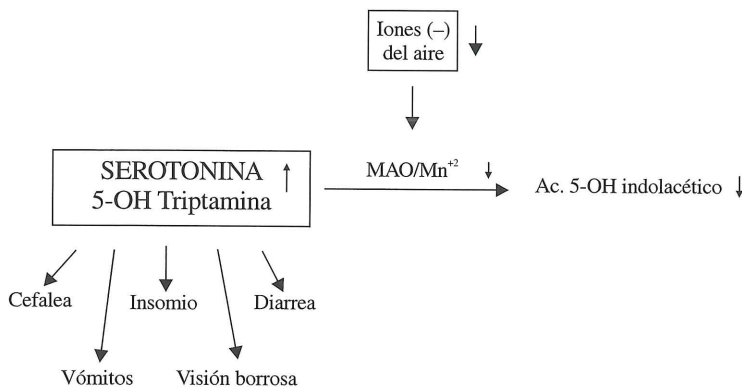 Iones (–)
del aire
SEROTONINA
5-OH Triptamina
MAO/Mn+2
Ac. 5-OH indolacético
Cefalea
Insomio
Diarrea
Vómitos
Visión borrosa